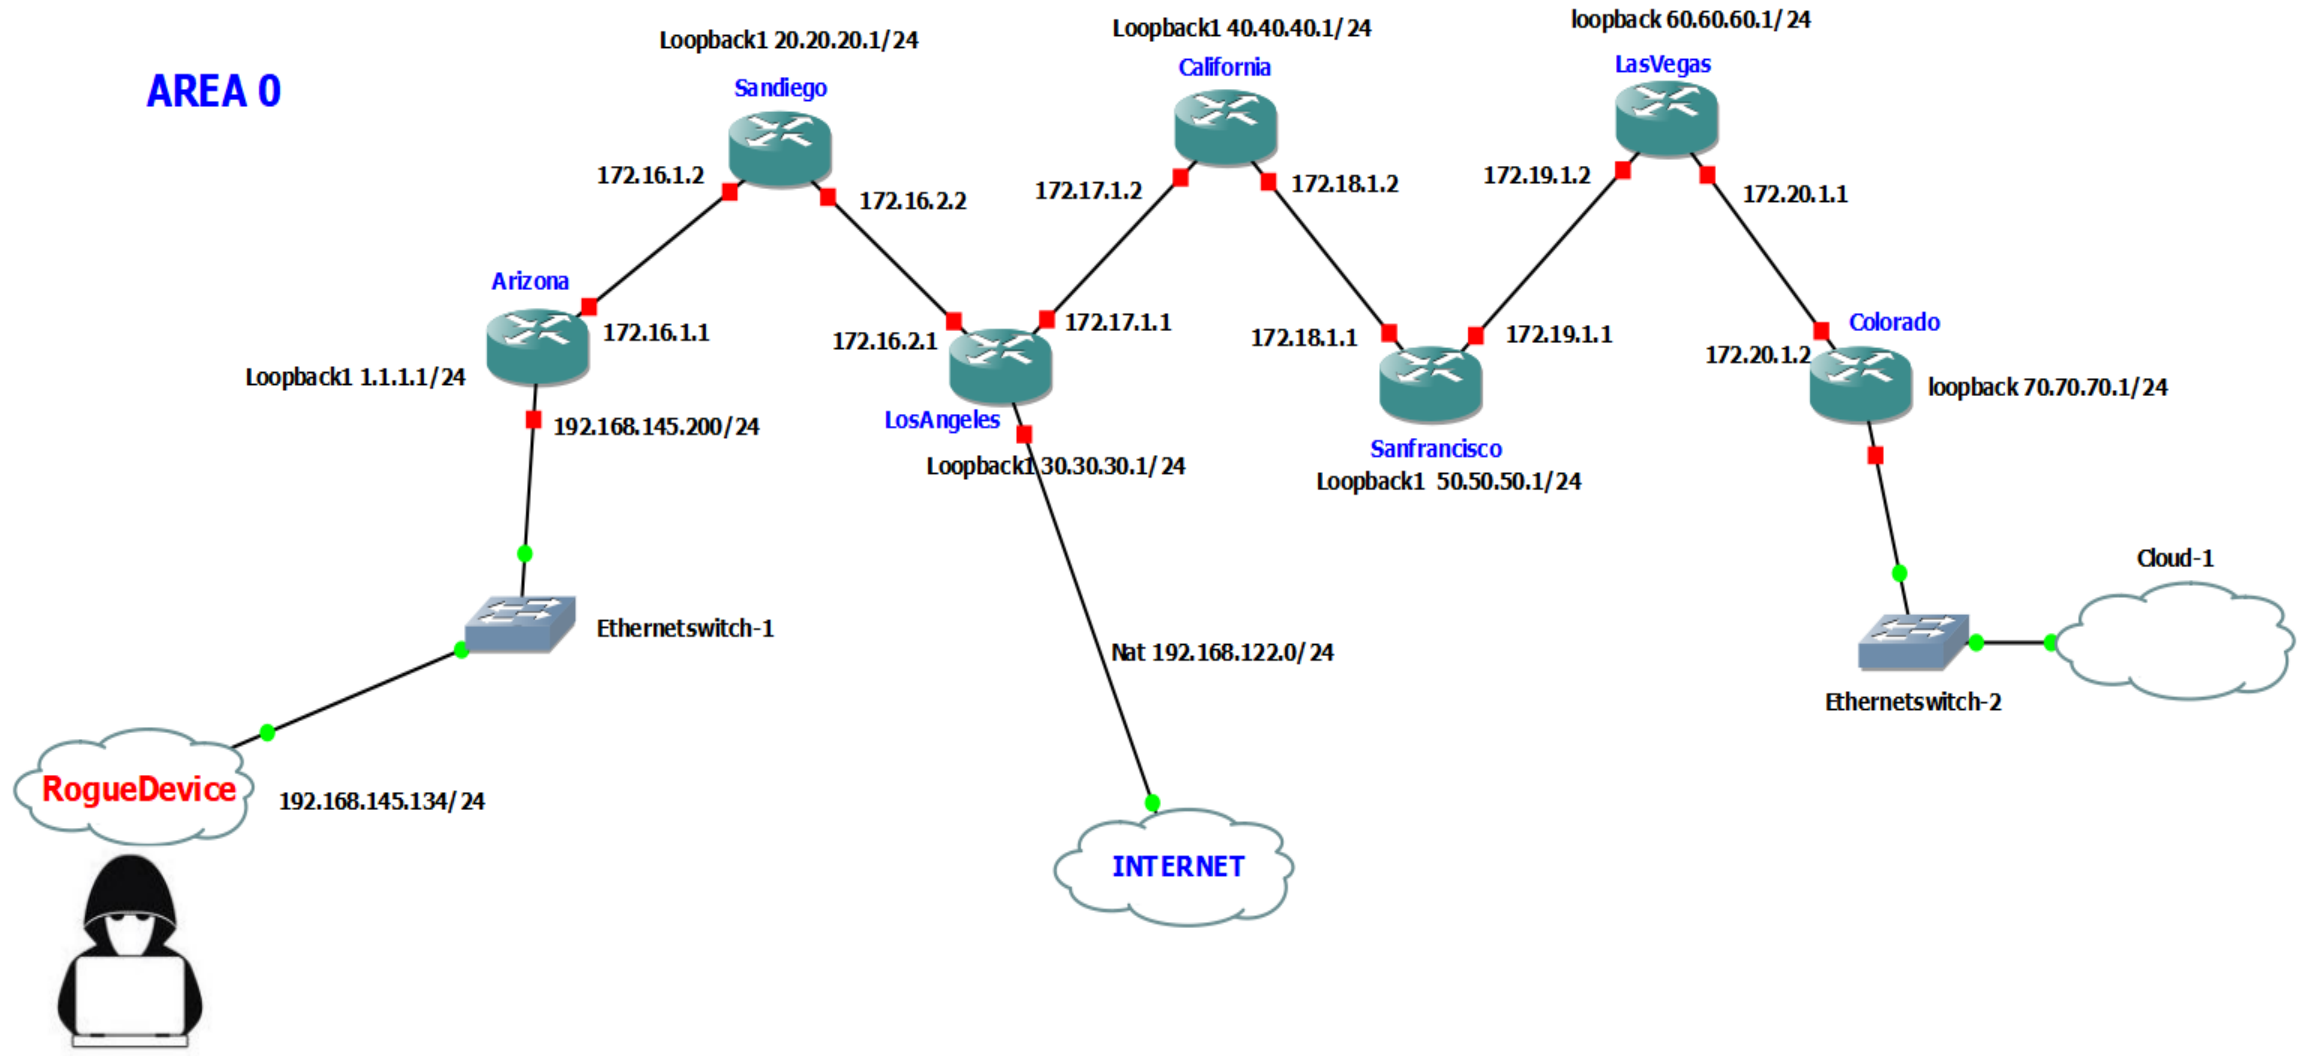 AREA 0
Loopback1 20.20.20.1/24
Sandiego
172.16.1.2
172.16.2.2
Loopback1 40.40.40.1/24
California
172.17.1.2
172.18.1.2
loopback 60.60.60.1/24
LasVegas
172.19.1.2
172.20.1.1
Arizona
172.16.1.1
Loopback1 1.1.1.1/24
192.168.145.200/24
172.16.2.1
172.17.1.1
LosAngeles
Loopback1 30.30.30.1/24
172.18.1.1
172.19.1.1
Sanfrancisco
Loopback1 50.50.50.1/24
Colorado
172.20.1.2
loopback 70.70.70.1/24
Ethernetswitch-1
Nat 192.168.122.0/24
Cloud-1
Ethernetswitch-2
RogueDevice
192.168.145.134/24
INTERNET